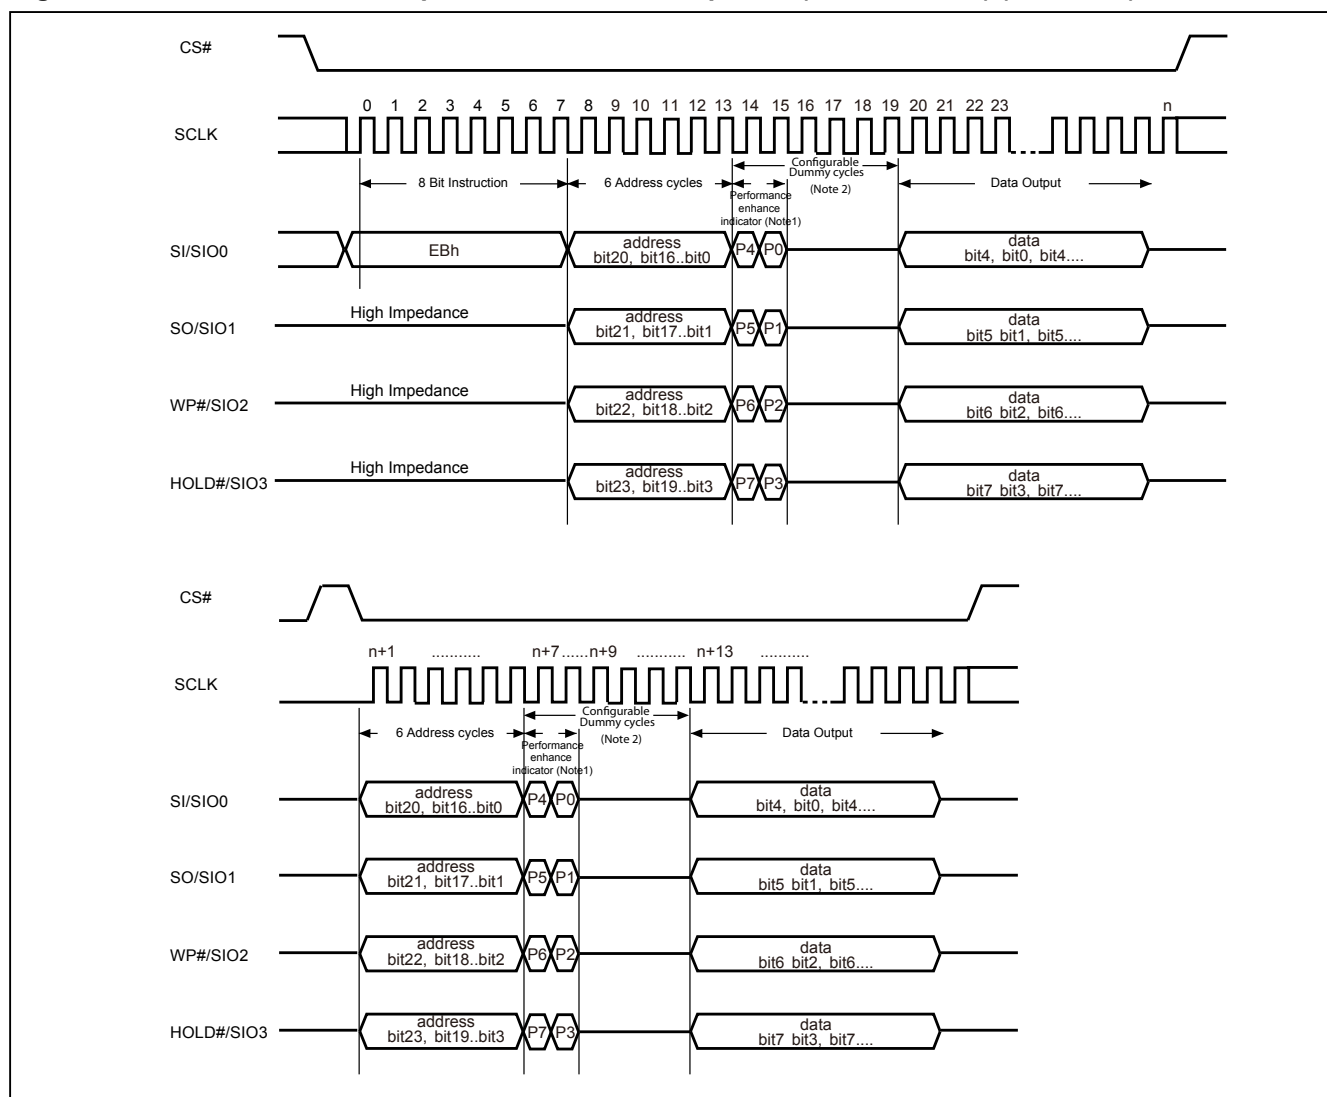 CS#
0 1 2 3 4 5 6 7 8 9 10 11 12 13 14 15 16 17 18 19 20 21 22 23 n
SCLK
8 Bit Instruction
6 Address cycles
Configurable
Dummy cycles
(Note 2)
Data Output
Performance
enhance
indicator (Note1)
SI/SIO0
EBh
address
bit20, bit16..bit0
P4 P0
data
bit4, bit0, bit4....
SO/SIO1
High Impedance
address
bit21, bit17..bit1
P5 P1
data
bit5 bit1, bit5....
WP#/SIO2
High Impedance
address
bit22, bit18..bit2
P6 P2
data
bit6 bit2, bit6....
HOLD#/SIO3
High Impedance
address
bit23, bit19..bit3
P7 P3
data
bit7 bit3, bit7....
CS#
n+1 ........... n+7......n+9 ........... n+13 ...........
SCLK
6 Address cycles
Configurable
Dummy cycles
(Note 2)
Data Output
Performance
enhance
indicator (Note1)
SI/SIO0
address
bit20, bit16..bit0
P4 P0
data
bit4, bit0, bit4....
SO/SIO1
address
bit21, bit17..bit1
P5 P1
data
bit5 bit1, bit5....
WP#/SIO2
address
bit22, bit18..bit2
P6 P2
data
bit6 bit2, bit6....
HOLD#/SIO3
address
bit23, bit19..bit3
P7 P3
data
bit7 bit3, bit7....